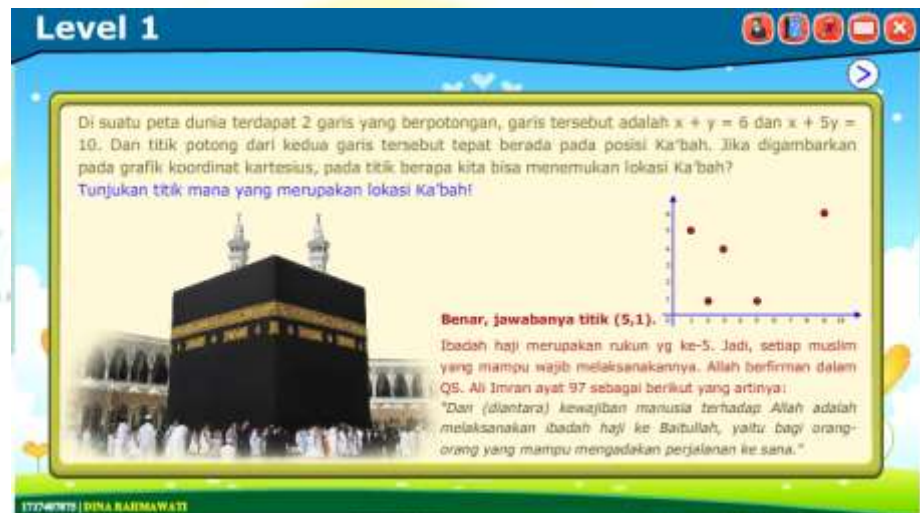 Level 1
Di suatu peta dunia terdapat 2 garis yang berpotongan, garis tersebut adalah x + y = 6 dan x + 5y =
10. Dan titik potong dari kedua garis tersebut tepat berada pada posisi Ka'bah. Jika digambarkan
pada grafik koordinat kartesius, pada titik berapa kita bisa menemukan lokasi Ka'bah?
Tunjukan titik mana yang merupakan lokasi Ka'bah!
Benar, jawabanya titik (5,1).
Ibadah haji merupakan rukun yg ke-5. Jadi, setiap muslim
yang mampu wajib melaksanakannya. Allah berfirman dalam
QS. Ali Imran ayat 97 sebagai berikut yang artinya:
"Dan (diantara) kewajiban manusia terhadap Allah adalah
melaksanakan ibadah haji ke Baitullah, yaitu bagi orang-
orang yang mampu mengadakan perjalanan ke sana."
DINA RAHMAWATI